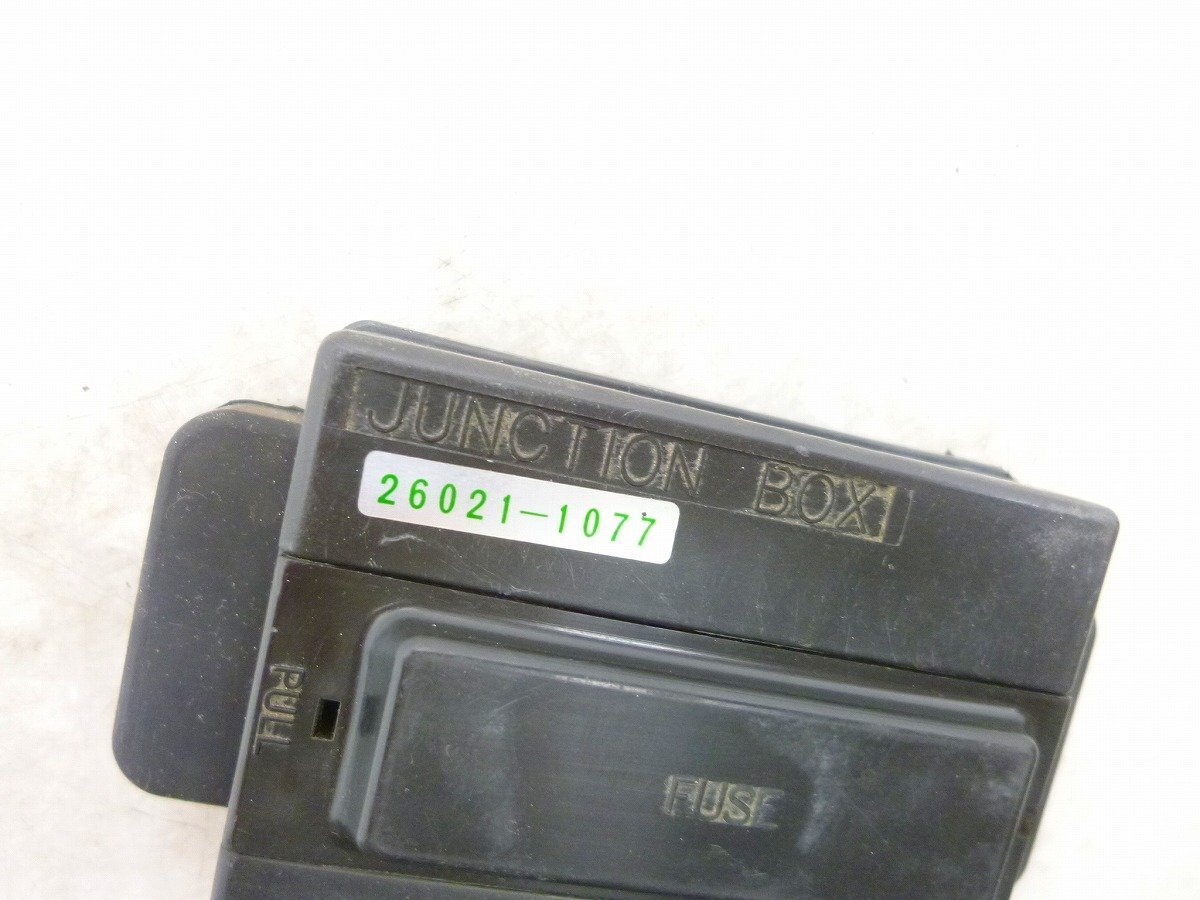 JUNCTION BOX
26021-1077
PULL
FUSE